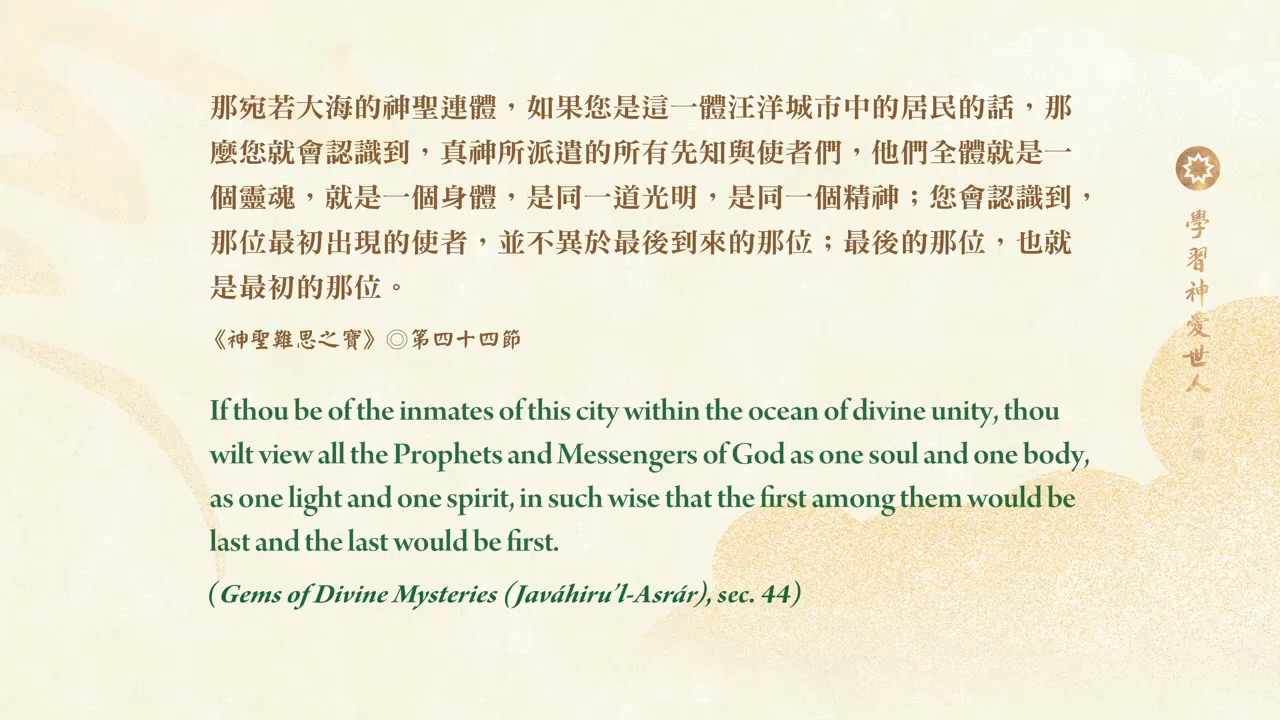 那宛若大海的神聖連體，如果您是這一體汪洋城市中的居民的話，那
麼您就會認識到，真神所派遣的所有先知與使者們，他們全體就是一
個靈魂，就是一個身體，是同一道光明，是同一個精神；您會認識到，
那位最初出現的使者，並不異於最後到來的那位；最後的那位，也就
是最初的那位。
《神聖難思之寶》◎第四十四節
If thou be of the inmates of this city within the ocean of divine unity, thou
wilt view all the Prophets and Messengers of God as one soul and one body,
as one light and one spirit, in such wise that the first among them would be
last and the last would be first.
(Gems of Divine Mysteries (Javáhiru’l-Asrár), sec. 44)
學習神愛世人